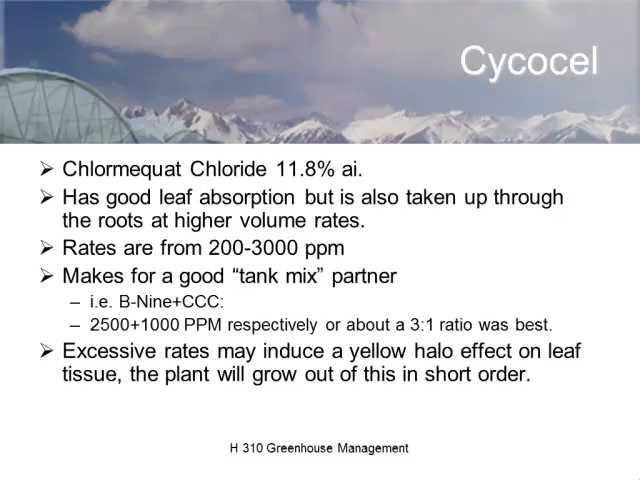 Cycocel
➢ Chlormequat Chloride 11.8% ai.
➢ Has good leaf absorption but is also taken up through
the roots at higher volume rates.
➢ Rates are from 200-3000 ppm
➢ Makes for a good “tank mix” partner
– i.e. B-Nine+CCC:
– 2500+1000 PPM respectively or about a 3:1 ratio was best.
➢ Excessive rates may induce a yellow halo effect on leaf
tissue, the plant will grow out of this in short order.
H 310 Greenhouse Management